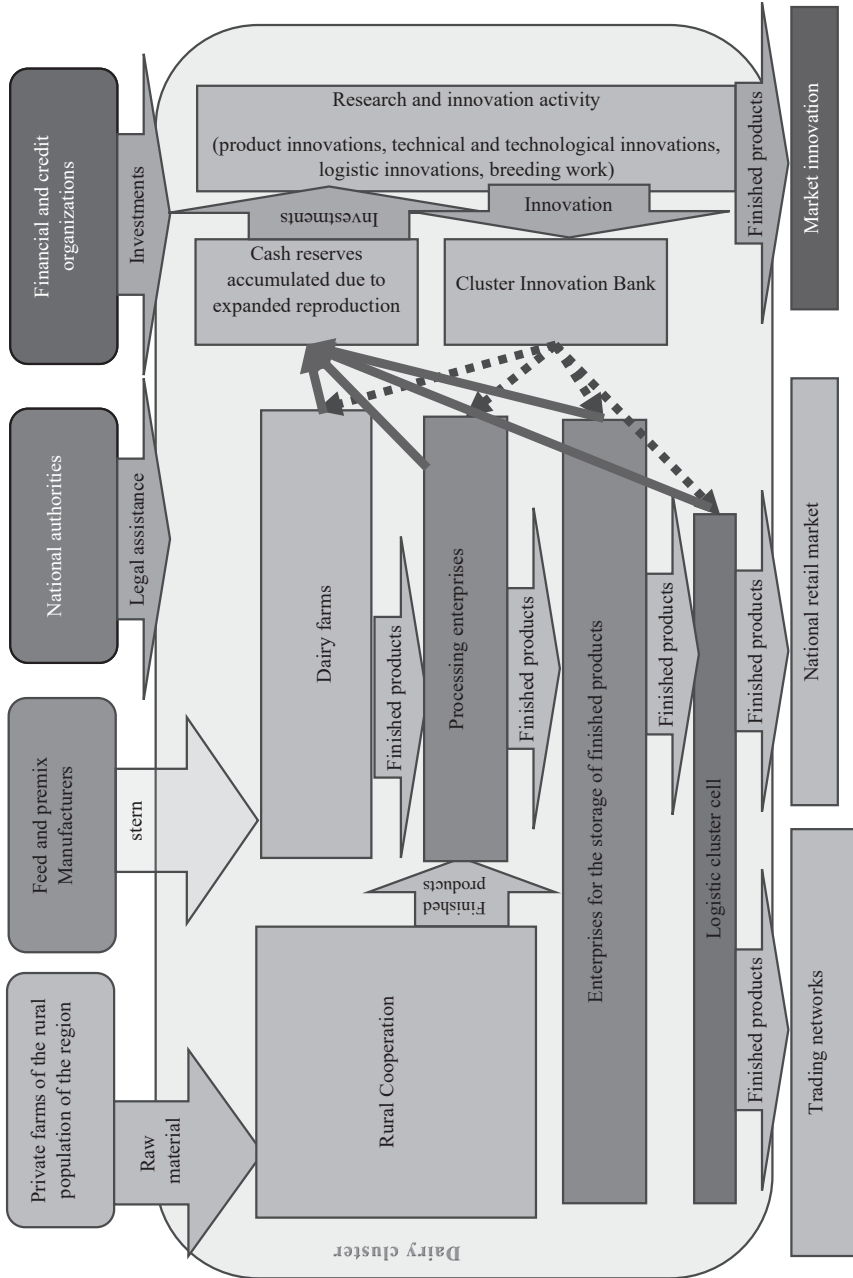 Private farms of the rural
population of the region
Feed and premix
Manufacturers
National authorities
Financial and credit
organizations
Raw
material
stern
Legal assistance
Investments
Dairy cluster
Rural Cooperation
Finished
products
Dairy farms
Finished products
Processing enterprises
Finished products
Enterprises for the storage of finished products
Finished products
Logistic cluster cell
Cash reserves
accumulated due to
expanded reproduction
Cluster Innovation Bank
Investments
Innovation
Research and innovation activity
(product innovations, technical and technological innovations,
logistic innovations, breeding work)
Finished products
Finished products
Finished products
Trading networks
National retail market
Market innovation